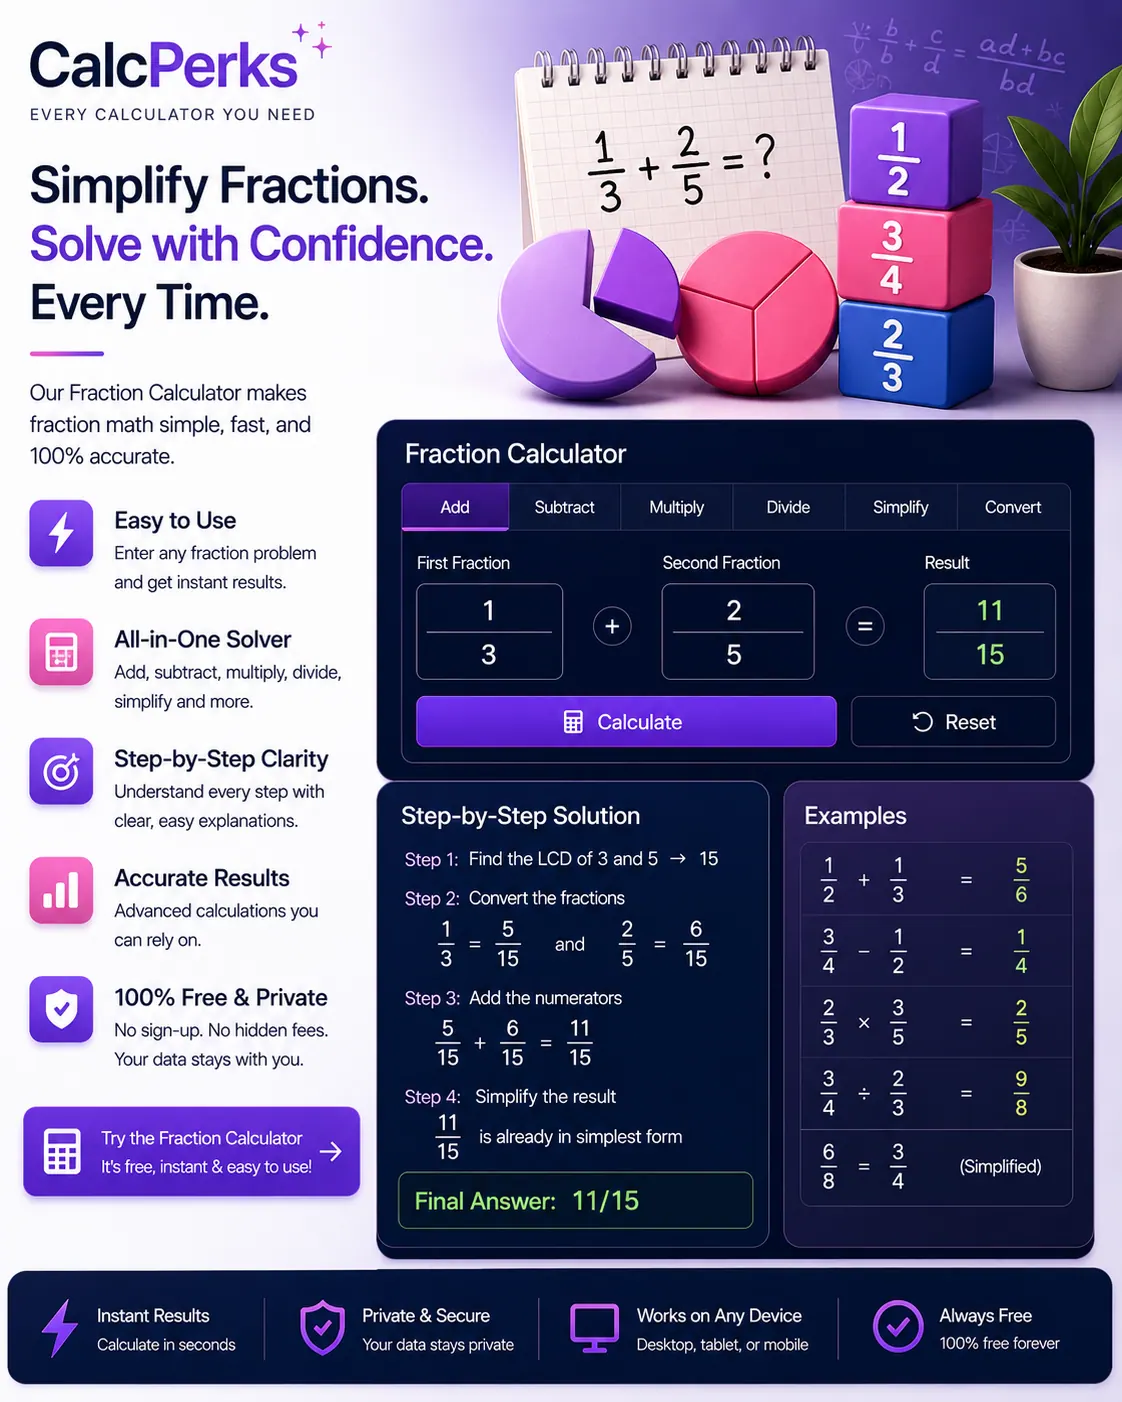 CalcPerks
EVERY CALCULATOR YOU NEED
Simplify Fractions.
Solve with Confidence.
Every Time.
Our Fraction Calculator makes
fraction math simple, fast, and
100% accurate.
Easy to Use
Enter any fraction problem
and get instant results.
All-in-One Solver
Add, subtract, multiply, divide,
simplify and more.
Step-by-Step Clarity
Understand every step with
clear, easy explanations.
Accurate Results
Advanced calculations you
can rely on.
100% Free & Private
No sign-up. No hidden fees.
Your data stays with you.
Try the Fraction Calculator
It's free, instant & easy to use!
1/3 + 2/5 = ?
b/b + c/d = ad+bc/bd
1/2
3/4
2/3
Fraction Calculator
Add Subtract Multiply Divide Simplify Convert
First Fraction Second Fraction Result
1/3 + 2/5 = 11/15
Calculate Reset
Step-by-Step Solution
Step 1: Find the LCD of 3 and 5 → 15
Step 2: Convert the fractions
1/3 = 5/15 and 2/5 = 6/15
Step 3: Add the numerators
5/15 + 6/15 = 11/15
Step 4: Simplify the result
11/15 is already in simplest form
Final Answer: 11/15
Examples
1/2 + 1/3 = 5/6
3/4 − 1/2 = 1/4
2/3 × 3/5 = 2/5
3/4 ÷ 2/3 = 9/8
6/8 = 3/4 (Simplified)
Instant Results
Calculate in seconds
Private & Secure
Your data stays private
Works on Any Device
Desktop, tablet, or mobile
Always Free
100% free forever